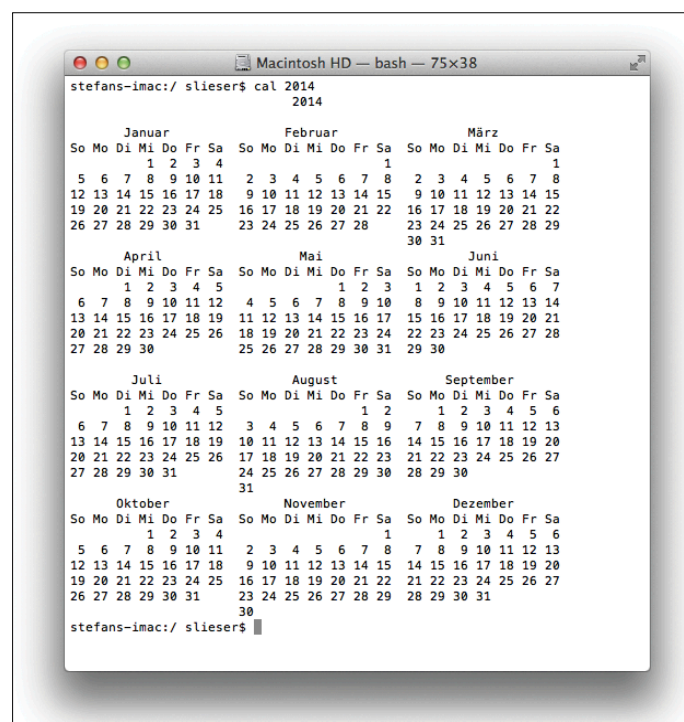 Macintosh HD — bash — 75×38
stefans-imac:/ slieser$ cal 2014
                             2014

       Januar               Februar                 März
So Mo Di Mi Do Fr Sa  So Mo Di Mi Do Fr Sa  So Mo Di Mi Do Fr Sa
          1  2  3  4                     1                     1
 5  6  7  8  9 10 11   2  3  4  5  6  7  8   2  3  4  5  6  7  8
12 13 14 15 16 17 18   9 10 11 12 13 14 15   9 10 11 12 13 14 15
19 20 21 22 23 24 25  16 17 18 19 20 21 22  16 17 18 19 20 21 22
26 27 28 29 30 31     23 24 25 26 27 28     23 24 25 26 27 28 29
                                            30 31
       April                 Mai                   Juni
So Mo Di Mi Do Fr Sa  So Mo Di Mi Do Fr Sa  So Mo Di Mi Do Fr Sa
       1  2  3  4  5               1  2  3   1  2  3  4  5  6  7
 6  7  8  9 10 11 12   4  5  6  7  8  9 10   8  9 10 11 12 13 14
13 14 15 16 17 18 19  11 12 13 14 15 16 17  15 16 17 18 19 20 21
20 21 22 23 24 25 26  18 19 20 21 22 23 24  22 23 24 25 26 27 28
27 28 29 30           25 26 27 28 29 30 31  29 30

        Juli                August               September
So Mo Di Mi Do Fr Sa  So Mo Di Mi Do Fr Sa  So Mo Di Mi Do Fr Sa
       1  2  3  4  5                  1  2      1  2  3  4  5  6
 6  7  8  9 10 11 12   3  4  5  6  7  8  9   7  8  9 10 11 12 13
13 14 15 16 17 18 19  10 11 12 13 14 15 16  14 15 16 17 18 19 20
20 21 22 23 24 25 26  17 18 19 20 21 22 23  21 22 23 24 25 26 27
27 28 29 30 31        24 25 26 27 28 29 30  28 29 30
                      31
      Oktober              November               Dezember
So Mo Di Mi Do Fr Sa  So Mo Di Mi Do Fr Sa  So Mo Di Mi Do Fr Sa
          1  2  3  4                     1      1  2  3  4  5  6
 5  6  7  8  9 10 11   2  3  4  5  6  7  8   7  8  9 10 11 12 13
12 13 14 15 16 17 18   9 10 11 12 13 14 15  14 15 16 17 18 19 20
19 20 21 22 23 24 25  16 17 18 19 20 21 22  21 22 23 24 25 26 27
26 27 28 29 30 31     23 24 25 26 27 28 29  28 29 30 31
                      30
stefans-imac:/ slieser$